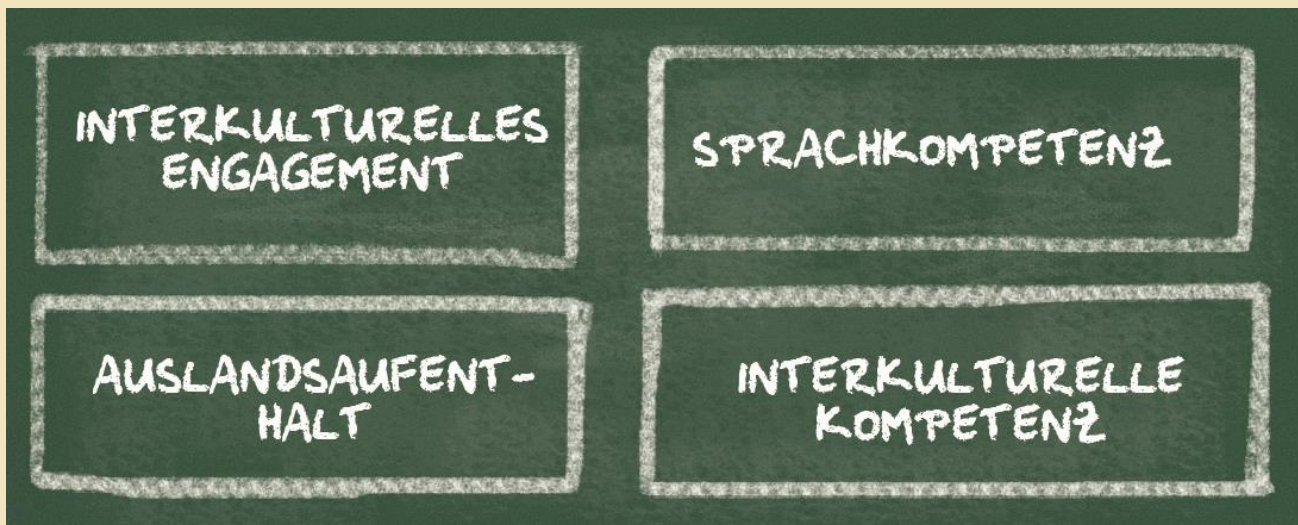 INTERKULTURELLES
ENGAGEMENT
SPRACHKOMPETENZ
AUSLANDSAUFENT-
HALT
INTERKULTURELLE
KOMPETENZ